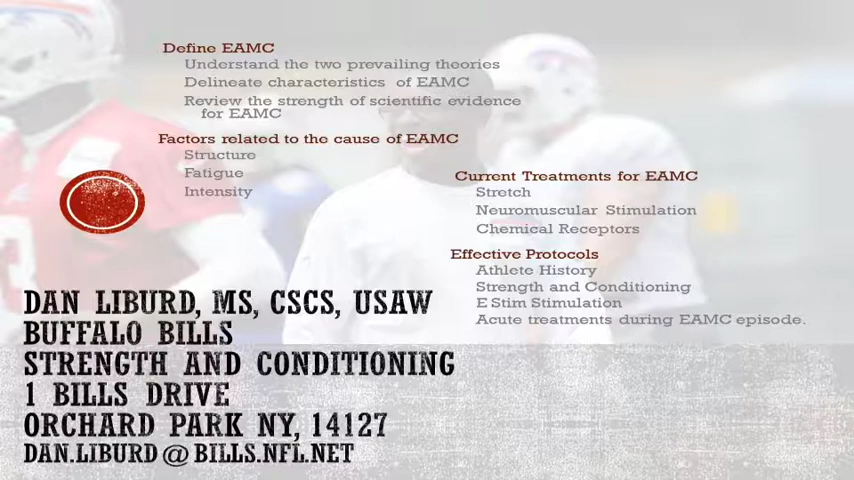 Define EAMC
Understand the two prevailing theories
Delineate characteristics of EAMC
Review the strength of scientific evidence
for EAMC
Factors related to the cause of EAMC
Structure
Fatigue
Intensity
Current Treatments for EAMC
Stretch
Neuromuscular Stimulation
Chemical Receptors
Effective Protocols
Athlete History
Strength and Conditioning
E Stim Stimulation
Acute treatments during EAMC episode.
DAN LIBURD, MS, CSCS, USAW
BUFFALO BILLS
STRENGTH AND CONDITIONING
1 BILLS DRIVE
ORCHARD PARK NY, 14127
DAN.LIBURD@BILLS.NFL.NET